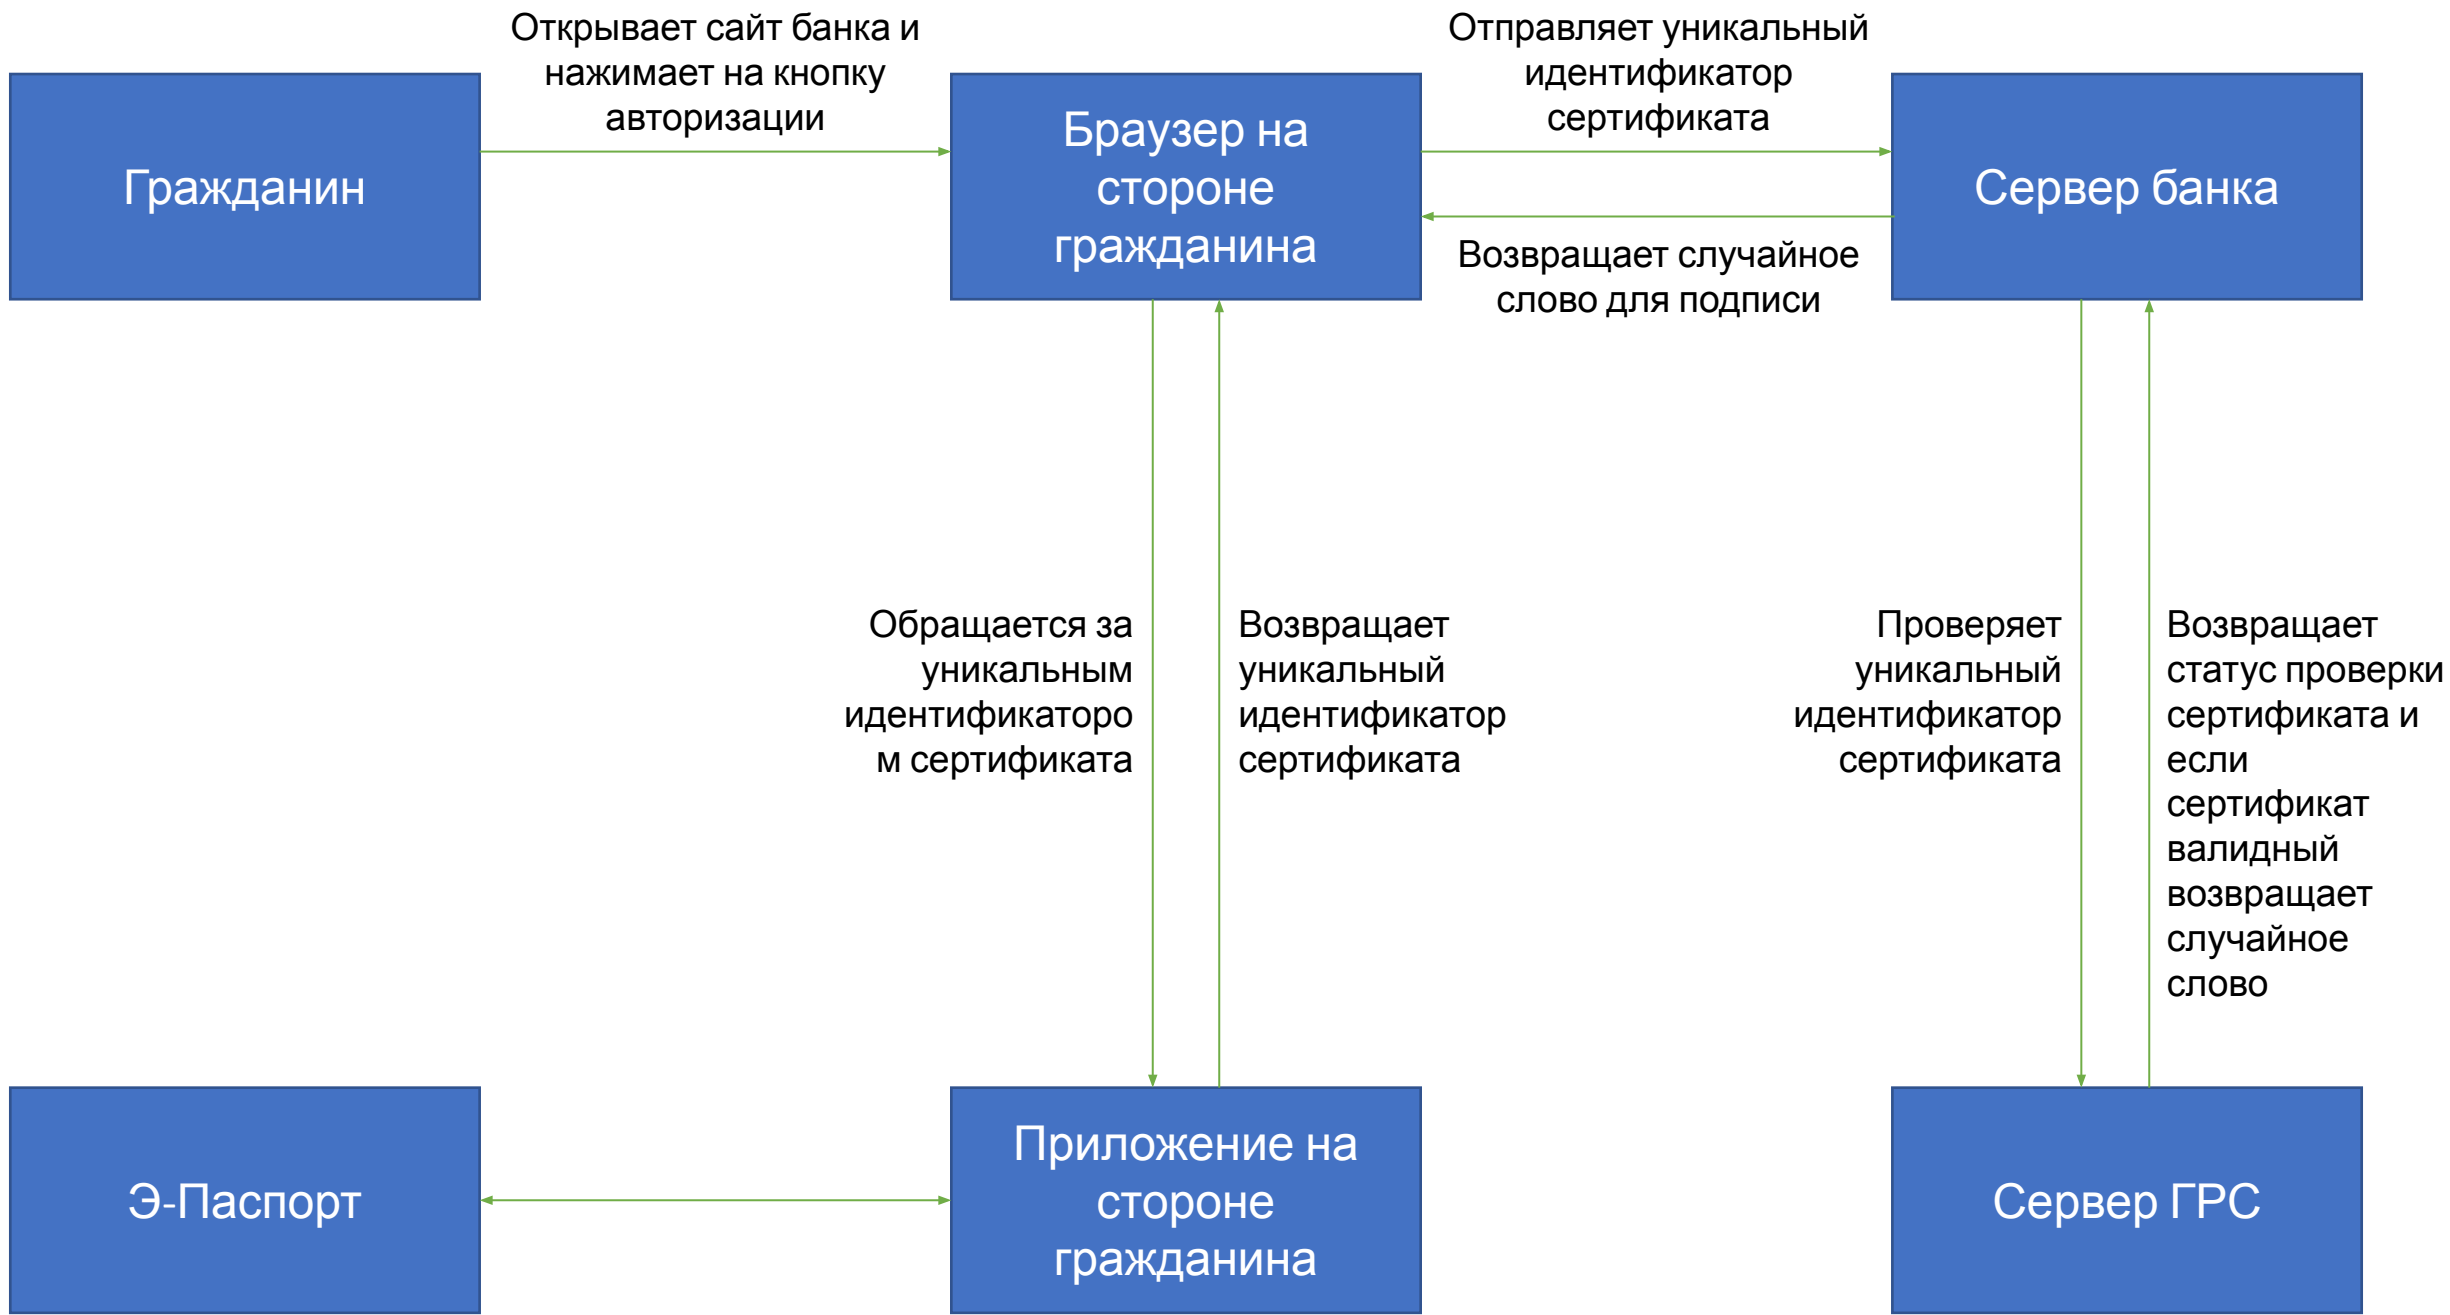 Открывает сайт банка и
нажимает на кнопку
авторизации
Отправляет уникальный
идентификатор
сертификата
Гражданин
Браузер на
стороне
гражданина
Сервер банка
Возвращает случайное
слово для подписи
Обращается за
уникальным
идентификаторо
м сертификата
Возвращает
уникальный
идентификатор
сертификата
Проверяет
уникальный
идентификатор
сертификата
Возвращает
статус проверки
сертификата и
если
сертификат
валидный
возвращает
случайное
слово
Э-Паспорт
Приложение на
стороне
гражданина
Сервер ГРС